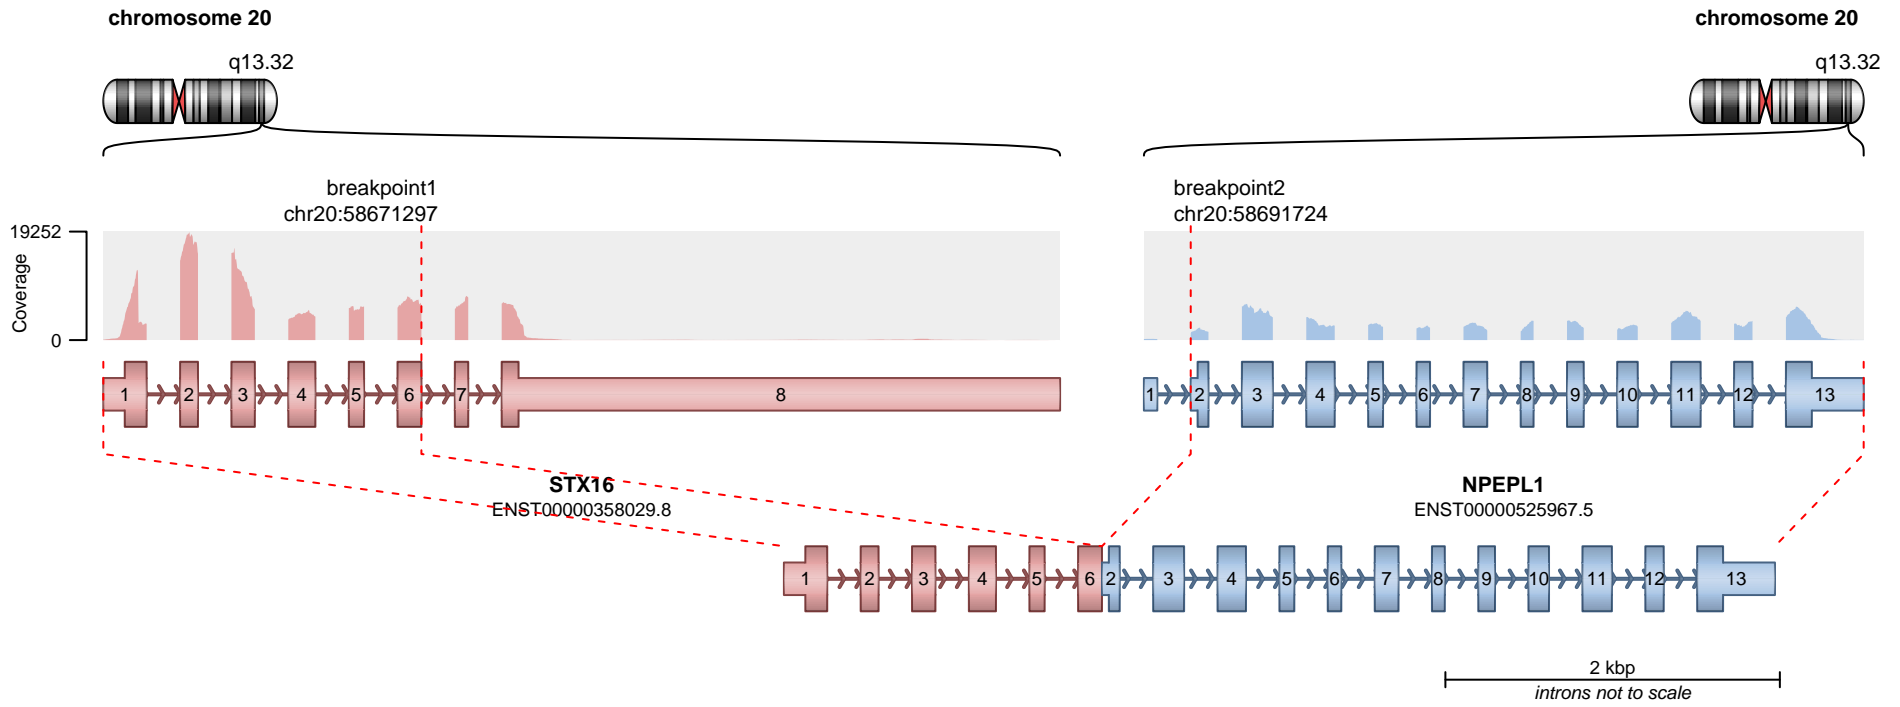 chromosome 20
chromosome 20
q13.32
q13.32
breakpoint1
chr20:58671297
breakpoint2
chr20:58691724
19252
Coverage
0
1 2 3 4 5 6 7 8
1 2 3 4 5 6 7 8 9 10 11 12 13
STX16
ENST00000358029.8
NPEPL1
ENST00000525967.5
1 2 3 4 5 6 2 3 4 5 6 7 8 9 10 11 12 13
2 kbp
introns not to scale